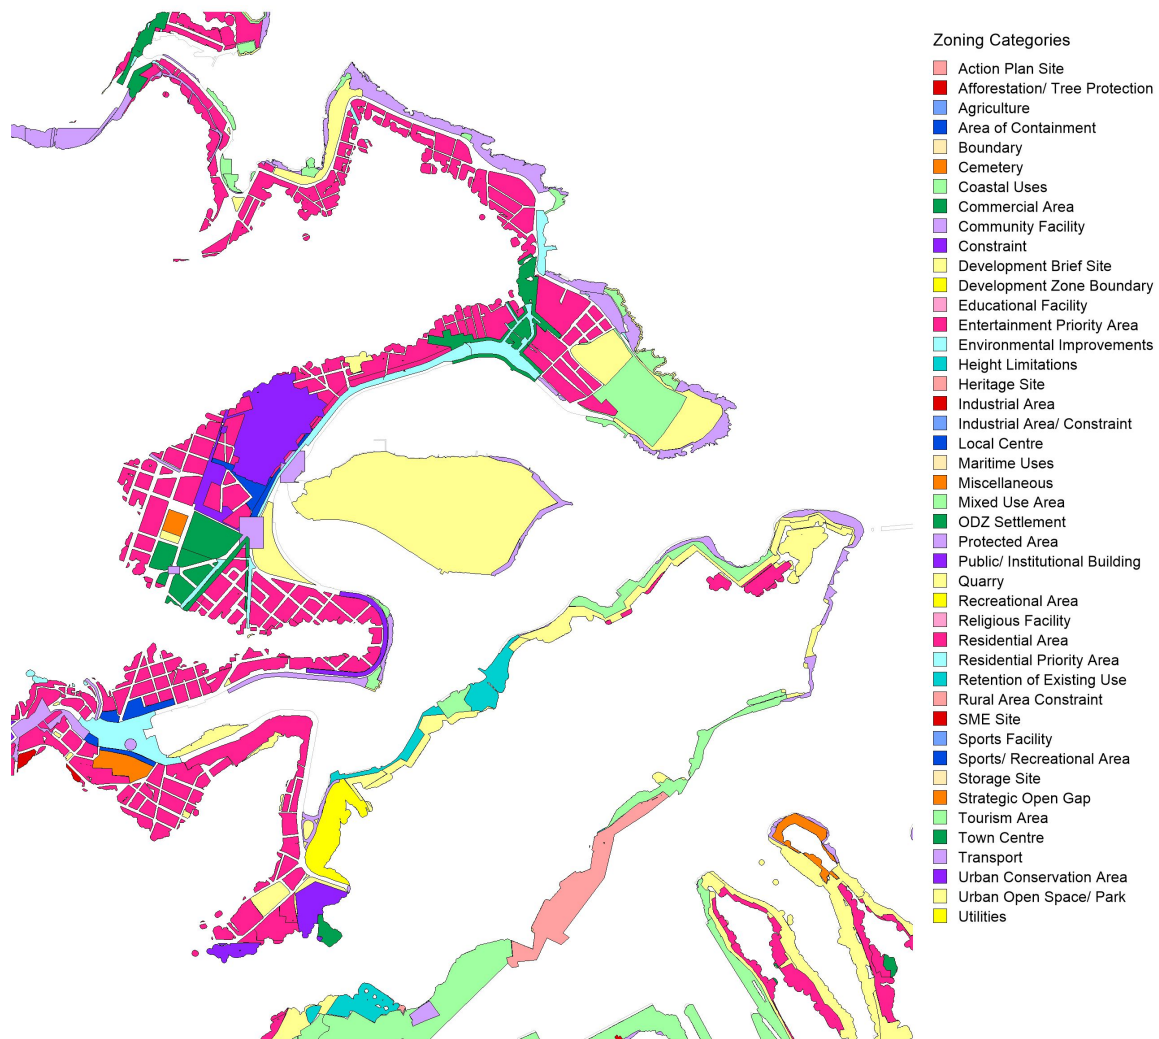 Zoning Categories
Action Plan Site
Afforestation/ Tree Protection
Agriculture
Area of Containment
Boundary
Cemetery
Coastal Uses
Commercial Area
Community Facility
Constraint
Development Brief Site
Development Zone Boundary
Educational Facility
Entertainment Priority Area
Environmental Improvements
Height Limitations
Heritage Site
Industrial Area
Industrial Area/ Constraint
Local Centre
Maritime Uses
Miscellaneous
Mixed Use Area
ODZ Settlement
Protected Area
Public/ Institutional Building
Quarry
Recreational Area
Religious Facility
Residential Area
Residential Priority Area
Retention of Existing Use
Rural Area Constraint
SME Site
Sports Facility
Sports/ Recreational Area
Storage Site
Strategic Open Gap
Tourism Area
Town Centre
Transport
Urban Conservation Area
Urban Open Space/ Park
Utilities